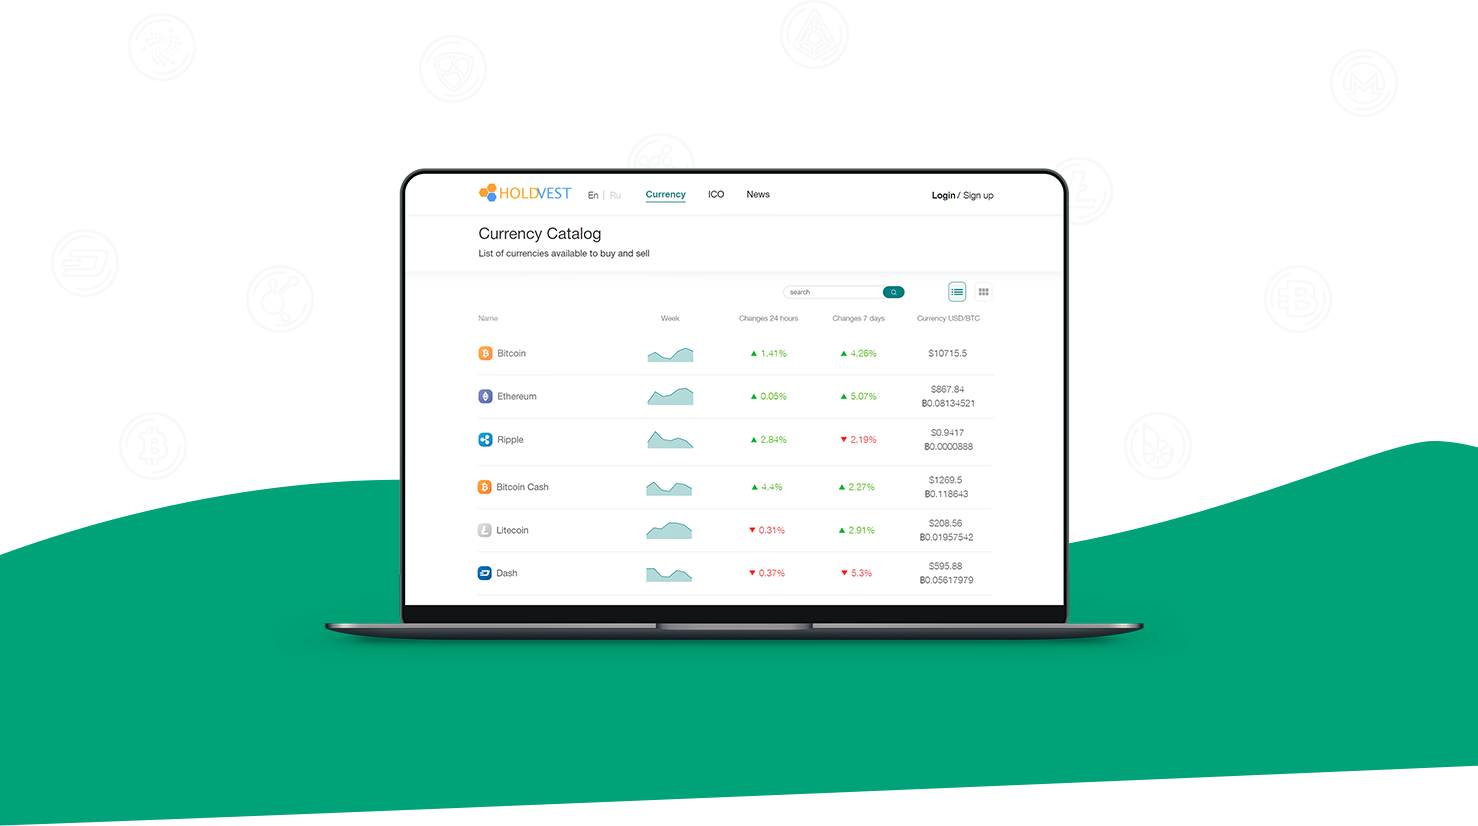 HOLDVEST En | Ru Currency ICO News Login / Sign up
Currency Catalog
List of currencies available to buy and sell
search
Name Week Changes 24 hours Changes 7 days Currency USD/BTC
Bitcoin ▲ 1.41% ▲ 4.26% $10715.5
Ethereum ▲ 0.05% ▲ 5.07% $867.84
Ƀ0.08134521
Ripple ▲ 2.84% ▼ 2.19% $0.9417
Ƀ0.0000888
Bitcoin Cash ▲ 4.4% ▲ 2.27% $1269.5
Ƀ0.118643
Litecoin ▼ 0.31% ▲ 2.91% $208.56
Ƀ0.01957542
Dash ▼ 0.37% ▼ 5.3% $595.88
Ƀ0.05617979